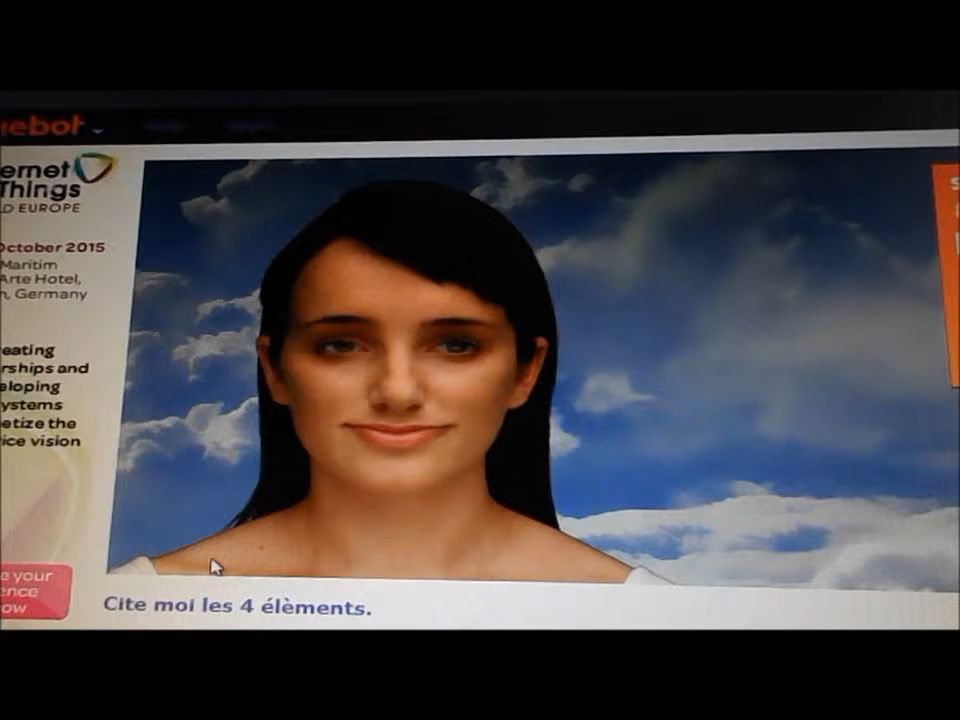 iebot
ernet
Things
D EUROPE
October 2015
Maritim
Arte Hotel,
n, Germany
eating
rships and
eloping
ystems
etize the
ice vision
e your
ence
ow
Cite moi les 4 élèments.